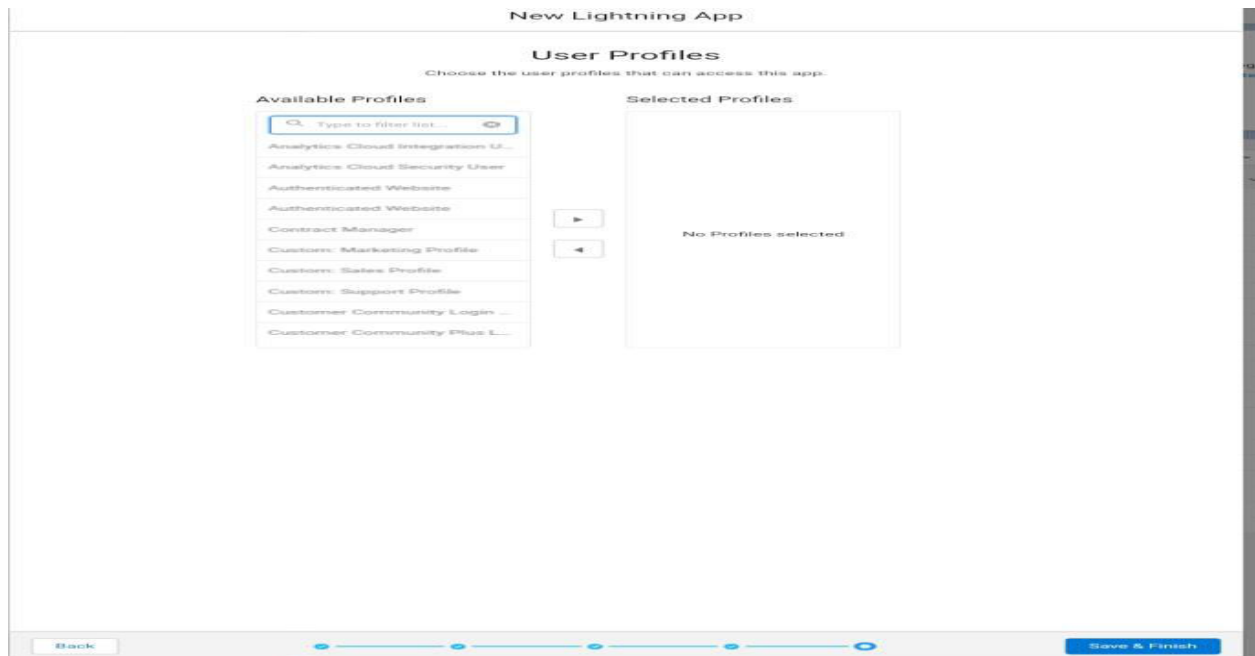 New Lightning App
User Profiles
Choose the user profiles that can access this app.
Available Profiles
Type to filter list...
Analytics Cloud Integration U...
Analytics Cloud Security User
Authenticated Website
Authenticated Website
Contract Manager
Custom: Marketing Profile
Custom: Sales Profile
Custom: Support Profile
Customer Community Login ...
Customer Community Plus L...
Selected Profiles
No Profiles selected
Back
Save & Finish